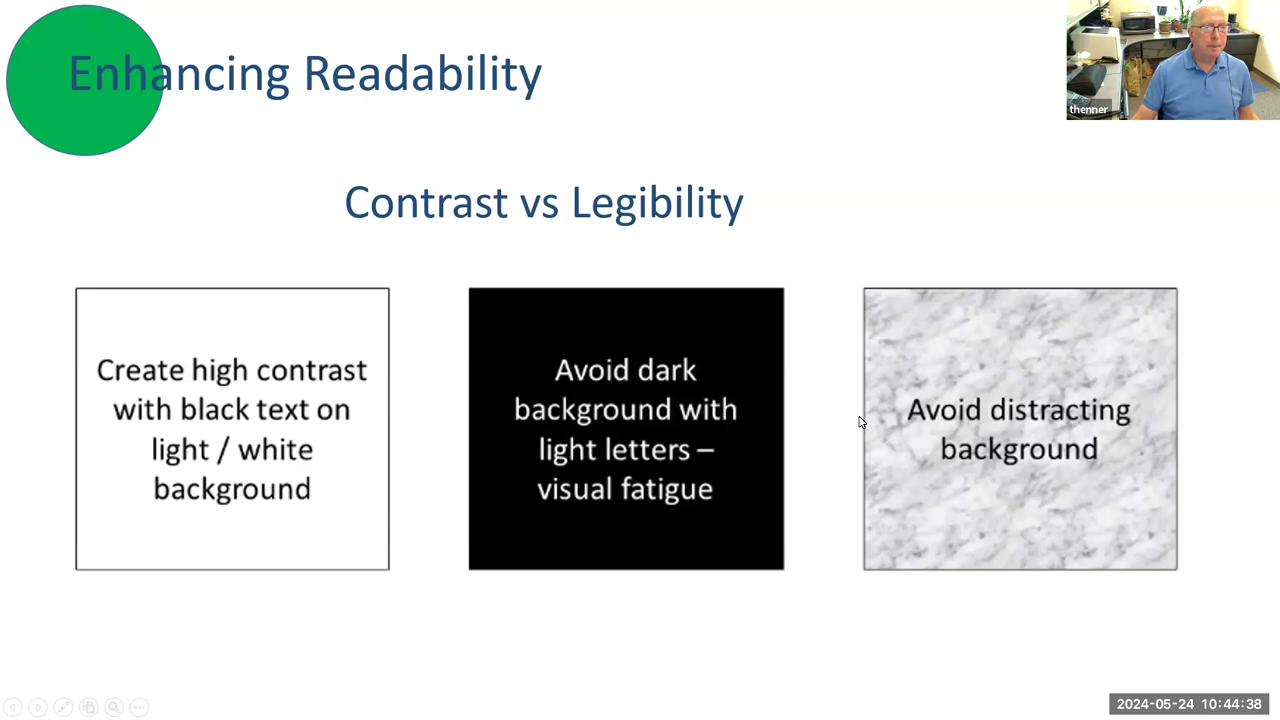 Enhancing Readability
thenner
Contrast vs Legibility
Create high contrast
with black text on
light / white
background
Avoid dark
background with
light letters –
visual fatigue
Avoid distracting
background
2024-05-24 10:44:38